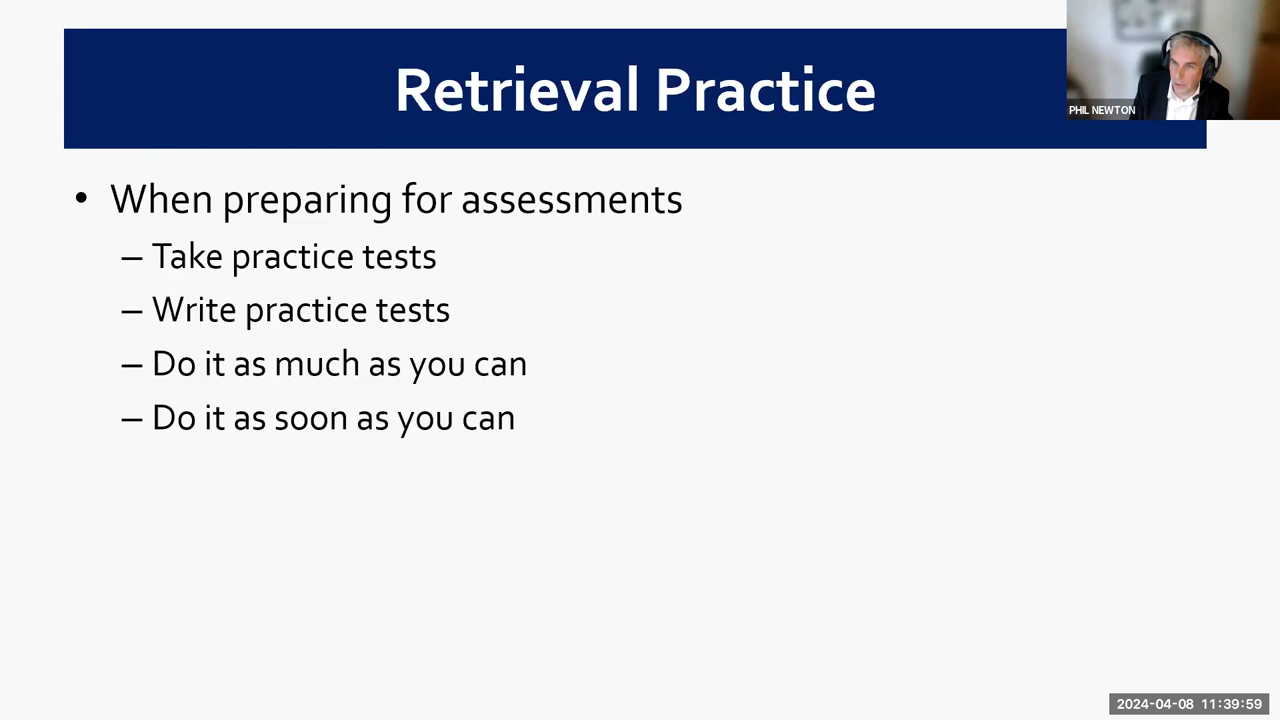 Retrieval Practice
PHIL NEWTON
• When preparing for assessments
– Take practice tests
– Write practice tests
– Do it as much as you can
– Do it as soon as you can
2024-04-08 11:39:59